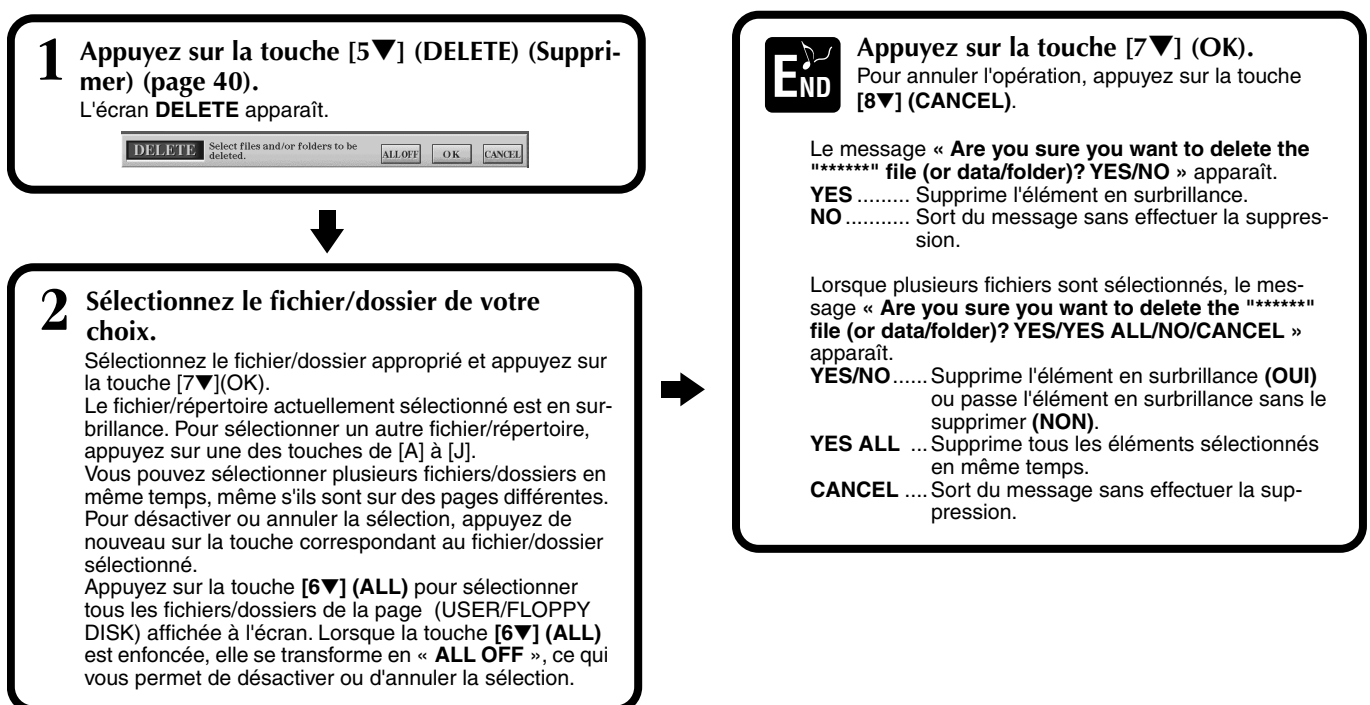 1 Appuyez sur la touche [5▼] (DELETE) (Suppri-
mer) (page 40).
L'écran DELETE apparaît.
DELETE Select files and/or folders to be
deleted.
ALL OFF OK CANCEL
2 Sélectionnez le fichier/dossier de votre
choix.
Sélectionnez le fichier/dossier approprié et appuyez sur
la touche [7▼](OK).
Le fichier/répertoire actuellement sélectionné est en sur-
brillance. Pour sélectionner un autre fichier/répertoire,
appuyez sur une des touches de [A] à [J].
Vous pouvez sélectionner plusieurs fichiers/dossiers en
même temps, même s'ils sont sur des pages différentes.
Pour désactiver ou annuler la sélection, appuyez de
nouveau sur la touche correspondant au fichier/dossier
sélectionné.
Appuyez sur la touche [6▼] (ALL) pour sélectionner
tous les fichiers/dossiers de la page (USER/FLOPPY
DISK) affichée à l'écran. Lorsque la touche [6▼] (ALL)
est enfoncée, elle se transforme en « ALL OFF », ce qui
vous permet de désactiver ou d'annuler la sélection.
END
Appuyez sur la touche [7▼] (OK).
Pour annuler l'opération, appuyez sur la touche
[8▼] (CANCEL).
Le message « Are you sure you want to delete the
"******" file (or data/folder)? YES/NO » apparaît.
YES ......... Supprime l'élément en surbrillance.
NO ........... Sort du message sans effectuer la suppres-
sion.
Lorsque plusieurs fichiers sont sélectionnés, le mes-
sage « Are you sure you want to delete the "******"
file (or data/folder)? YES/YES ALL/NO/CANCEL »
apparaît.
YES/NO ...... Supprime l'élément en surbrillance (OUI)
ou passe l'élément en surbrillance sans le
supprimer (NON).
YES ALL ... Supprime tous les éléments sélectionnés
en même temps.
CANCEL .... Sort du message sans effectuer la sup-
pression.